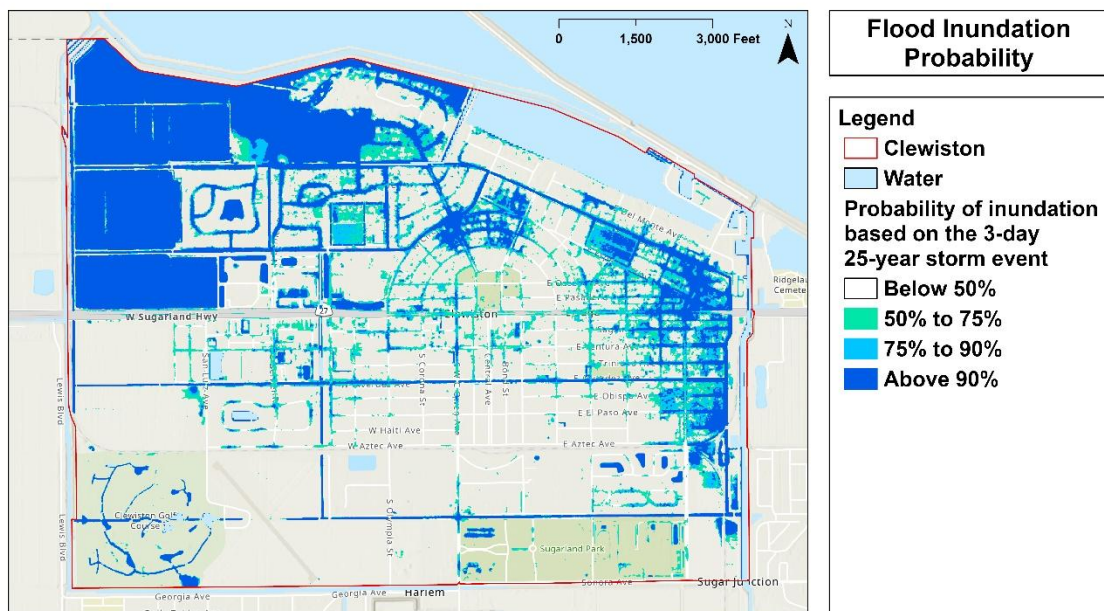 Flood Inundation
Probability
Legend
Clewiston
Water
Probability of inundation
based on the 3-day
25-year storm event
Below 50%
50% to 75%
75% to 90%
Above 90%
0 1,500 3,000 Feet
N
Del Monte Ave
Ridgelawn
Cemetery
E Pasadena
W Sugarland Hwy
27
Clewiston
E Ventura Ave
Trinidad
San Luiz Ave
S Corona St
Central Ave
E Obispo Ave
E El Paso Ave
Lewis Blvd
W Haiti Ave
W Aztec Ave
E Aztec Ave
Clewiston Golf
Course
S Olympia St
Lewis Blvd
Sugarland Park
Sonora Ave
Sugar Junction
Georgia Ave
Georgia Ave
Harlem